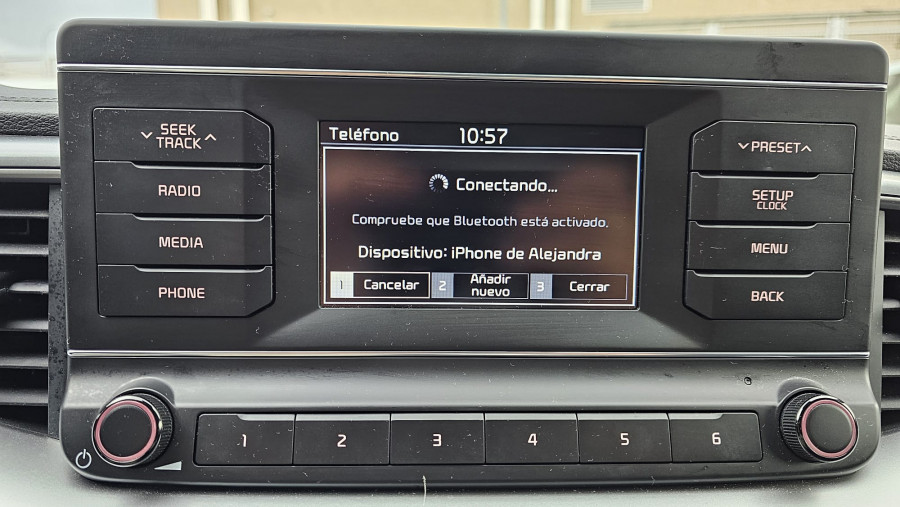 SEEK
TRACK
RADIO
MEDIA
PHONE
Teléfono 10:57
Conectando...
Compruebe que Bluetooth está activado.
Dispositivo: iPhone de Alejandra
1 Cancelar 2 Añadir nuevo 3 Cerrar
PRESET
SETUP
CLOCK
MENU
BACK
1 2 3 4 5 6